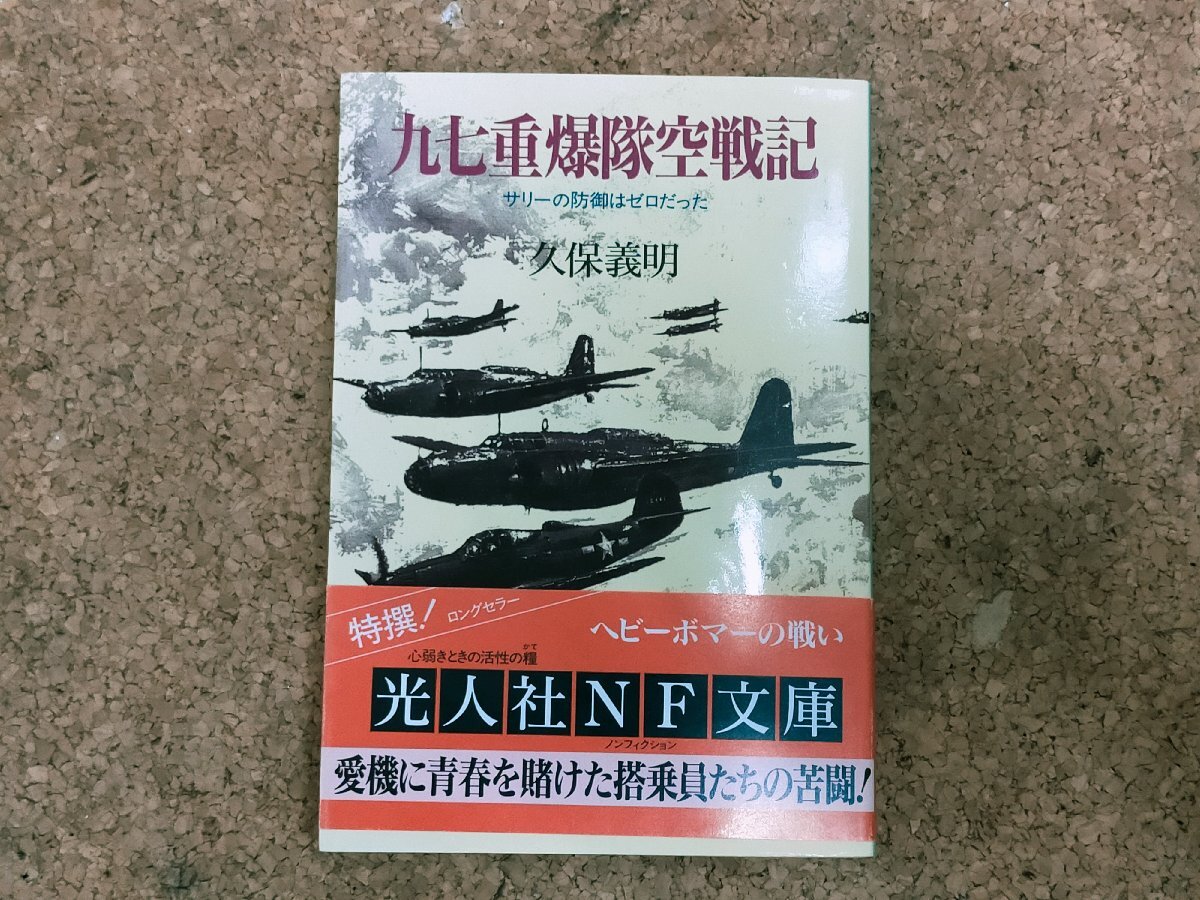 九七重爆隊空戦記
サリーの防御はゼロだった
久保義明
特撰! ロングセラー
ヘビーボマーの戦い
かて
心弱きときの活性の糧
光人社NF文庫
ノンフィクション
愛機に青春を賭けた搭乗員たちの苦闘!